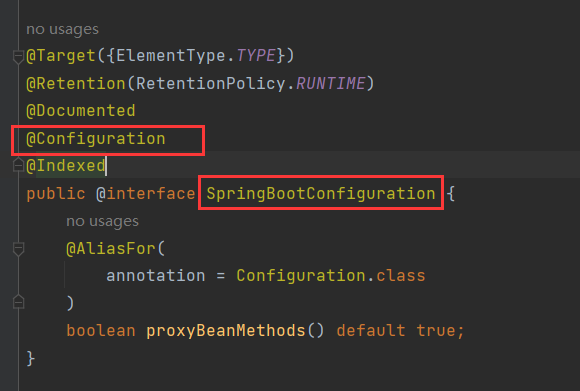 no usages
@Target({ElementType.TYPE})
@Retention(RetentionPolicy.RUNTIME)
@Documented
@Configuration
@Indexed
public @interface SpringBootConfiguration {
no usages
@AliasFor(
annotation = Configuration.class
)
boolean proxyBeanMethods() default true;
}